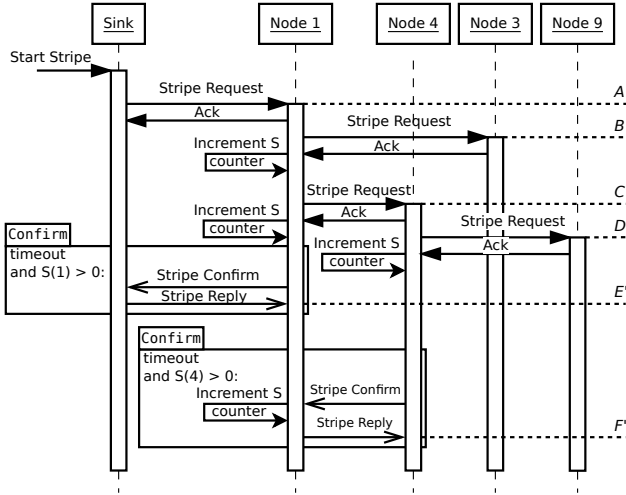 Sink
Node 1
Node 4
Node 3
Node 9
Start Stripe
Stripe Request
A
Ack
Stripe Request
B
Increment S
counter
Ack
Stripe Request
C
Increment S
counter
Ack
Stripe Request
D
Confirm
timeout
and S(1) > 0:
Increment S
counter
Ack
Stripe Confirm
Stripe Reply
E'
Confirm
timeout
and S(4) > 0:
Increment S
counter
Stripe Confirm
Stripe Reply
F'